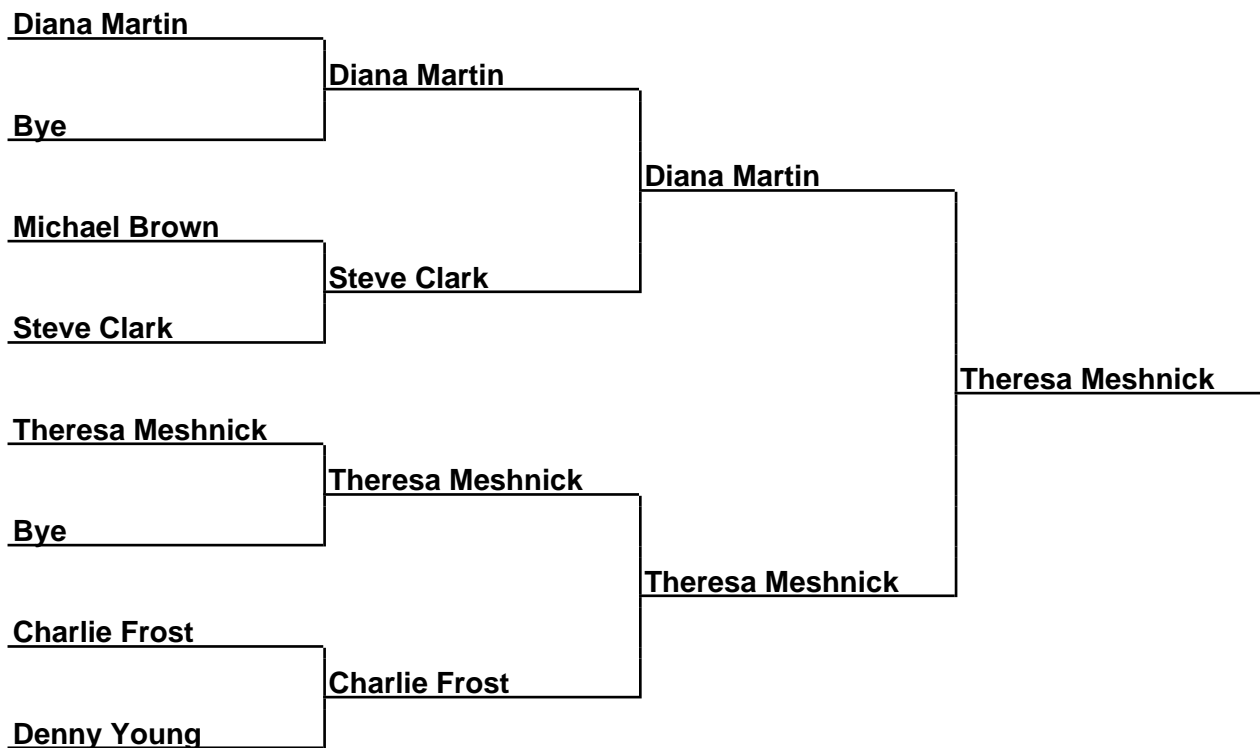 Diana Martin
Diana Martin
Bye
Diana Martin
Michael Brown
Steve Clark
Steve Clark
Theresa Meshnick
Theresa Meshnick
Theresa Meshnick
Bye
Theresa Meshnick
Charlie Frost
Charlie Frost
Denny Young